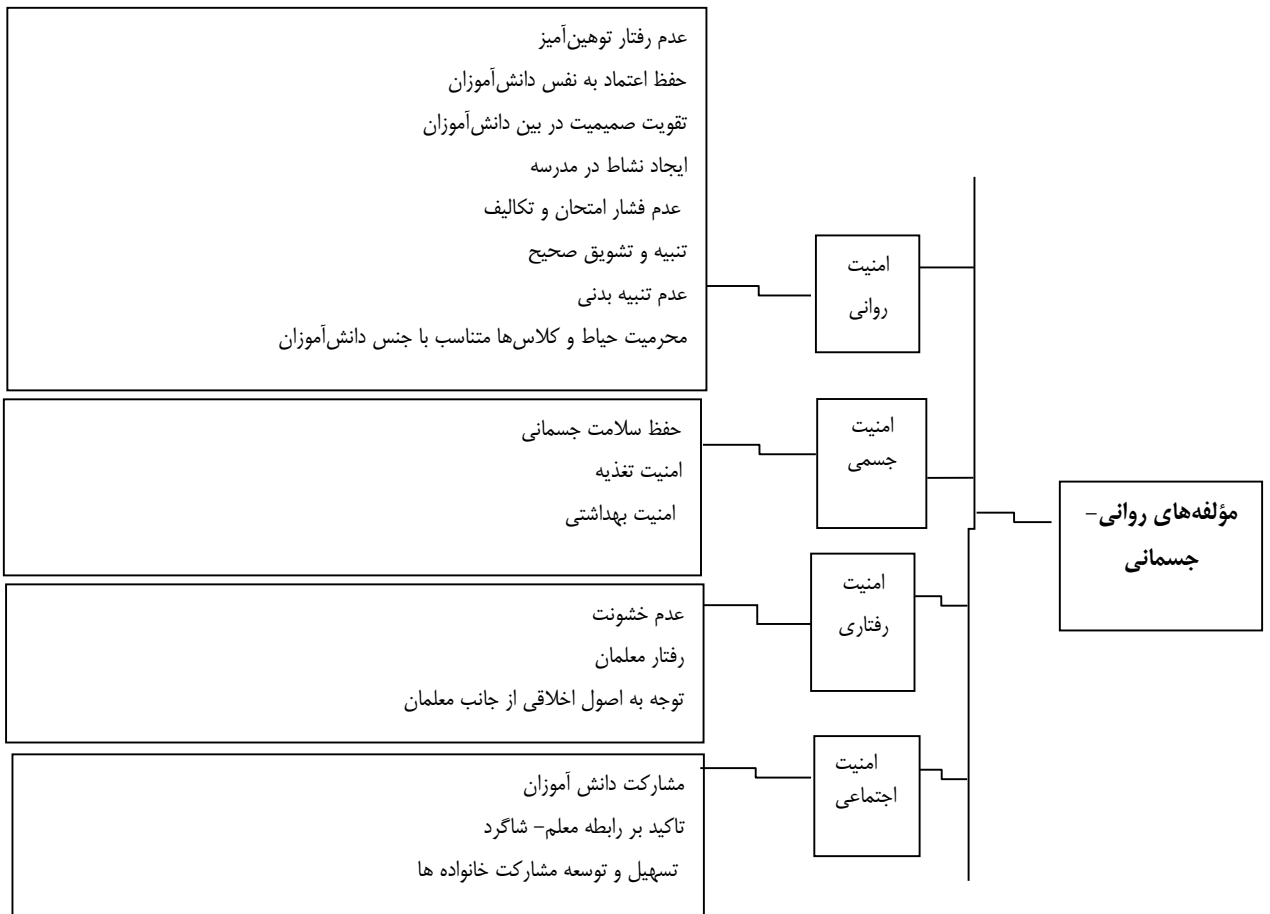 مؤلفه‌های روانی-
جسمانی
امنیت
روانی
عدم رفتار توهین‌آمیز
حفظ اعتماد به نفس دانش‌آموزان
تقویت صمیمیت در بین دانش‌آموزان
ایجاد نشاط در مدرسه
عدم فشار امتحان و تکالیف
تنبیه و تشویق صحیح
عدم تنبیه بدنی
محرمیت حیاط و کلاس‌ها متناسب با جنس دانش‌آموزان
امنیت
جسمی
حفظ سلامت جسمانی
امنیت تغذیه
امنیت بهداشتی
امنیت
رفتاری
عدم خشونت
رفتار معلمان
توجه به اصول اخلاقی از جانب معلمان
امنیت
اجتماعی
مشارکت دانش آموزان
تاکید بر رابطه معلم- شاگرد
تسهیل و توسعه مشارکت خانواده ها